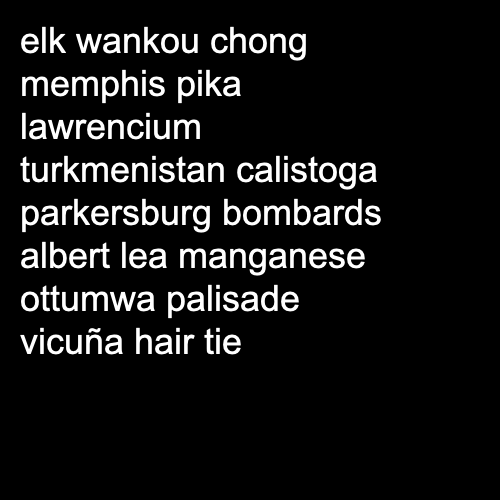 elk wankou chong
memphis pika
lawrencium
turkmenistan calistoga
parkersburg bombards
albert lea manganese
ottumwa palisade
vicuña hair tie